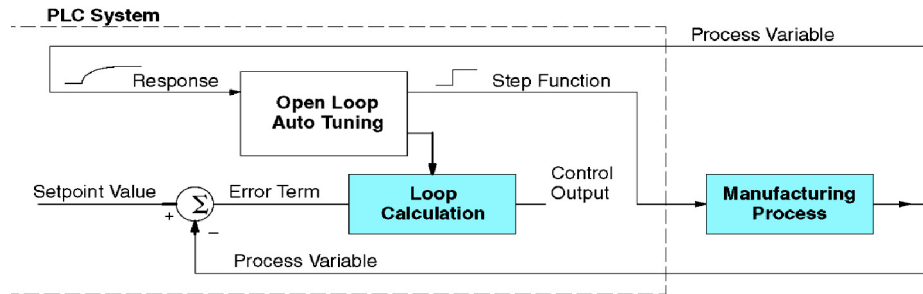 PLC System
Process Variable
Response
Step Function
Open Loop
Auto Tuning
Control
Output
Setpoint Value
Error Term
Loop
Calculation
Manufacturing
Process
+
Σ
−
Process Variable